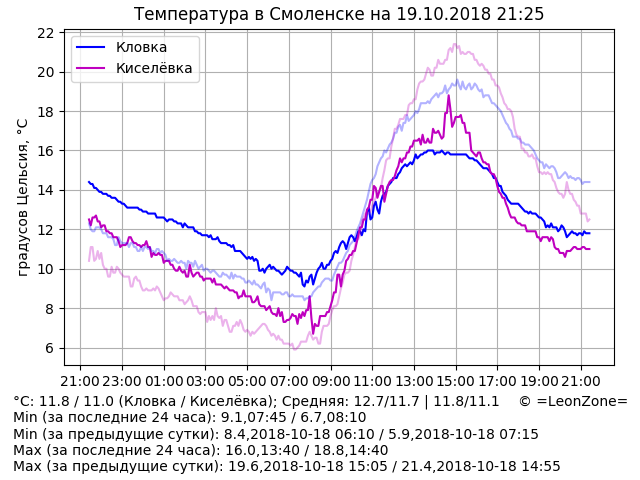 Температура в Смоленске на 19.10.2018 21:25
градусов Цельсия, °C
22
20
18
16
14
12
10
8
6
Кловка
Киселёвка
21:00 23:00 01:00 03:00 05:00 07:00 09:00 11:00 13:00 15:00 17:00 19:00 21:00
°C: 11.8 / 11.0 (Кловка / Киселёвка); Средняя: 12.7/11.7 | 11.8/11.1 © =LeonZone=
Min (за последние 24 часа): 9.1,07:45 / 6.7,08:10
Min (за предыдущие сутки): 8.4,2018-10-18 06:10 / 5.9,2018-10-18 07:15
Max (за последние 24 часа): 16.0,13:40 / 18.8,14:40
Max (за предыдущие сутки): 19.6,2018-10-18 15:05 / 21.4,2018-10-18 14:55